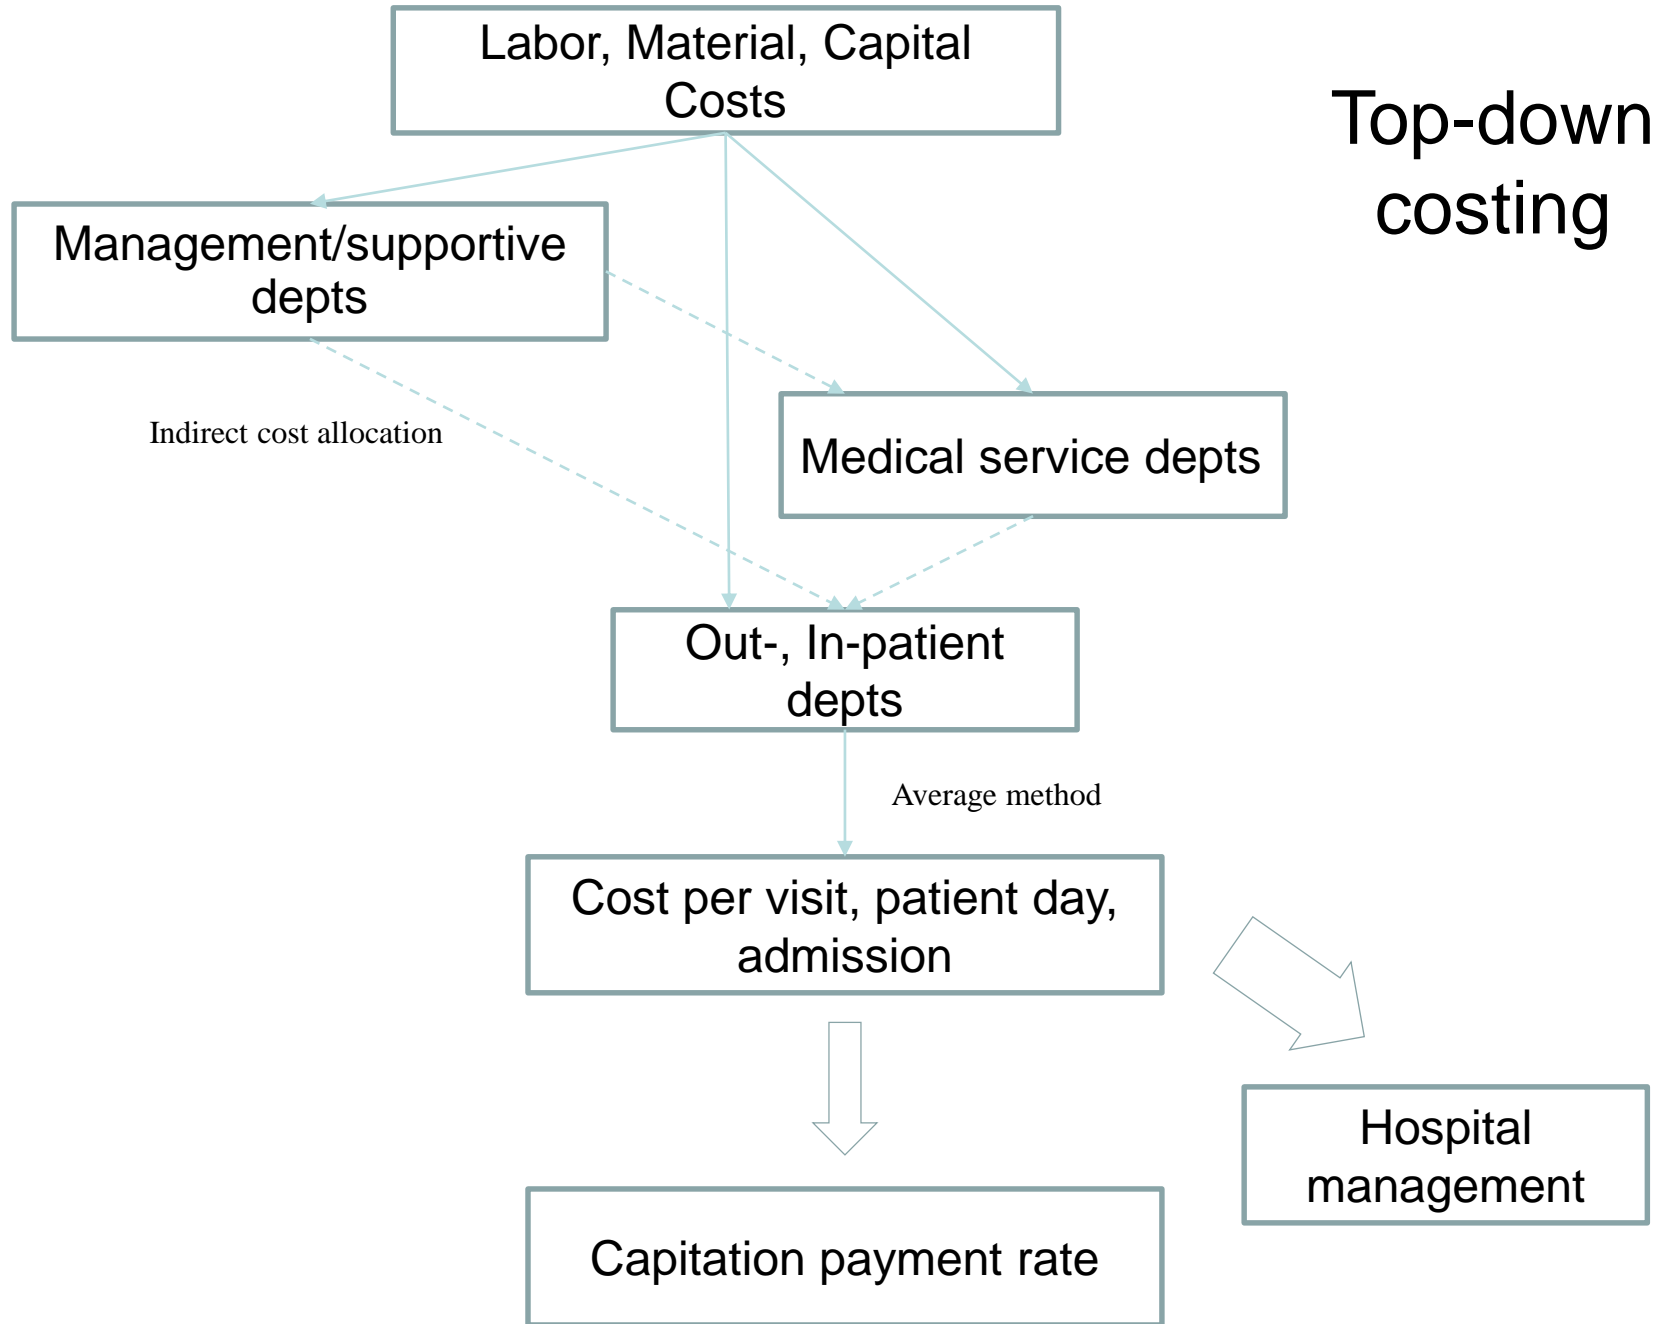 Labor, Material, Capital
Costs
Top-down
costing
Management/supportive
depts
Indirect cost allocation
Medical service depts
Out-, In-patient
depts
Average method
Cost per visit, patient day,
admission
Hospital
management
Capitation payment rate